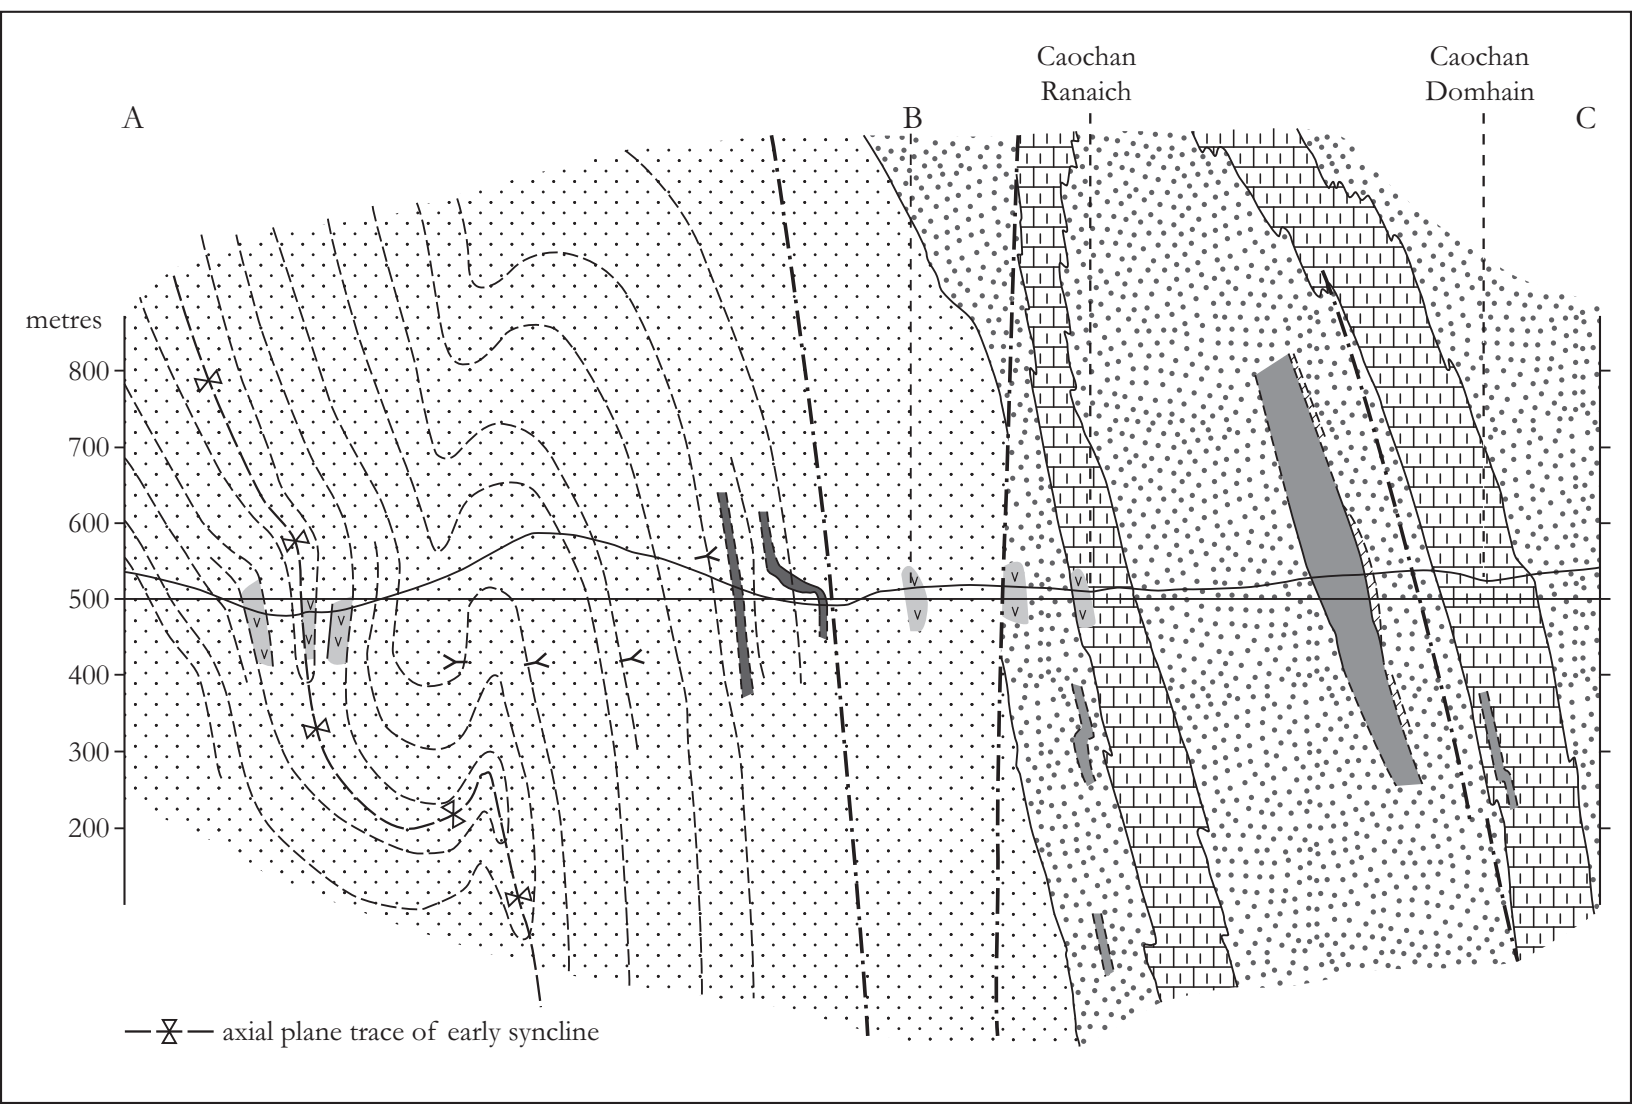 Caochan
Ranaich
Caochan
Domhain
A
B
C
metres
800
700
600
500
400
300
200
v
v
v
v
v
v
v
v
v
v
v
v
v
axial plane trace of early syncline